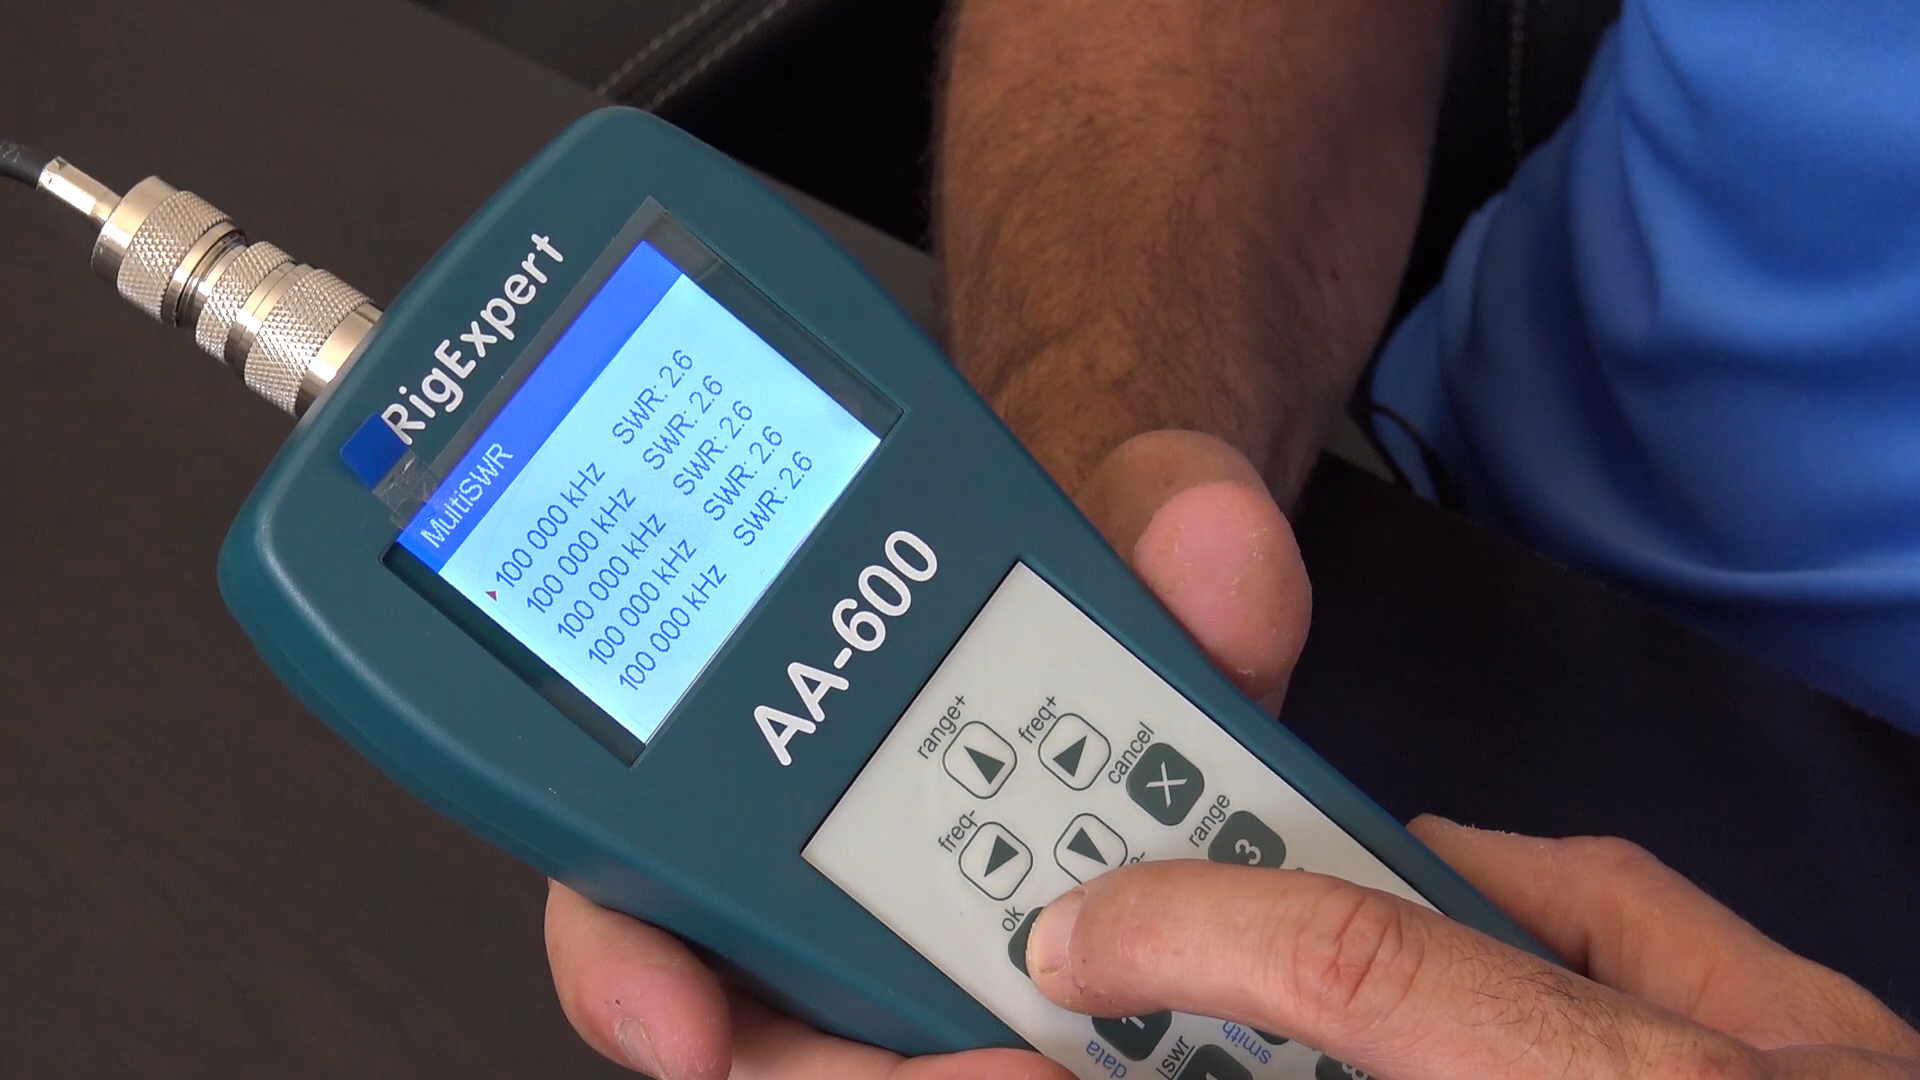 RigExpert
MultiSWR
100 000 kHz SWR: 2.6
100 000 kHz SWR: 2.6
100 000 kHz SWR: 2.6
100 000 kHz SWR: 2.6
100 000 kHz SWR: 2.6
AA-600
range+
freq+
cancel
X
freq-
range
3
ok
1
data
swr
smith